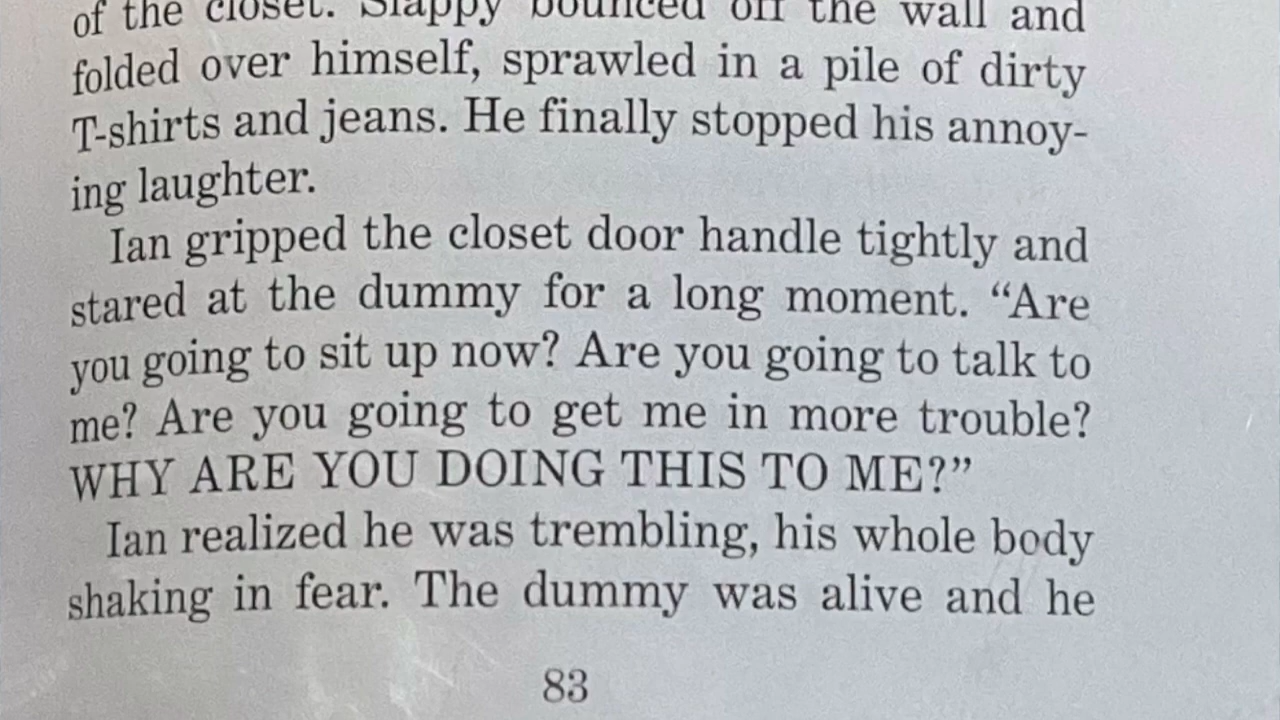 of the closet. Slappy bounced off the wall and
folded over himself, sprawled in a pile of dirty
T-shirts and jeans. He finally stopped his annoy-
ing laughter.
Ian gripped the closet door handle tightly and
stared at the dummy for a long moment. “Are
you going to sit up now? Are you going to talk to
me? Are you going to get me in more trouble?
WHY ARE YOU DOING THIS TO ME?”
Ian realized he was trembling, his whole body
shaking in fear. The dummy was alive and he
83